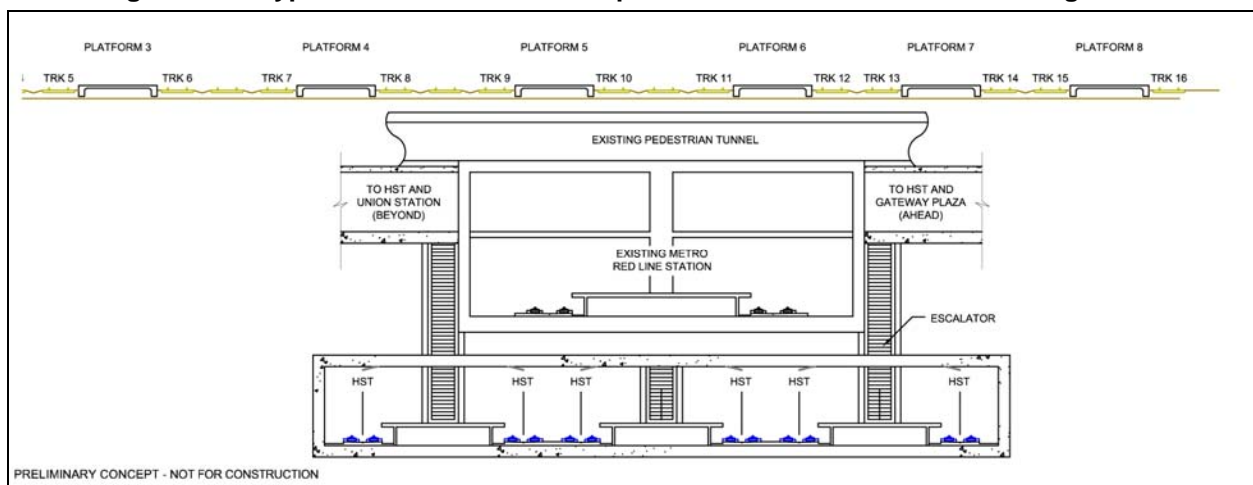 PLATFORM 3 PLATFORM 4 PLATFORM 5 PLATFORM 6 PLATFORM 7 PLATFORM 8
TRK 5 TRK 6 TRK 7 TRK 8 TRK 9 TRK 10 TRK 11 TRK 12 TRK 13 TRK 14 TRK 15 TRK 16
EXISTING PEDESTRIAN TUNNEL
TO HST AND
UNION STATION
(BEYOND)
TO HST AND
GATEWAY PLAZA
(AHEAD)
EXISTING METRO
RED LINE STATION
ESCALATOR
HST HST HST HST HST HST
PRELIMINARY CONCEPT - NOT FOR CONSTRUCTION